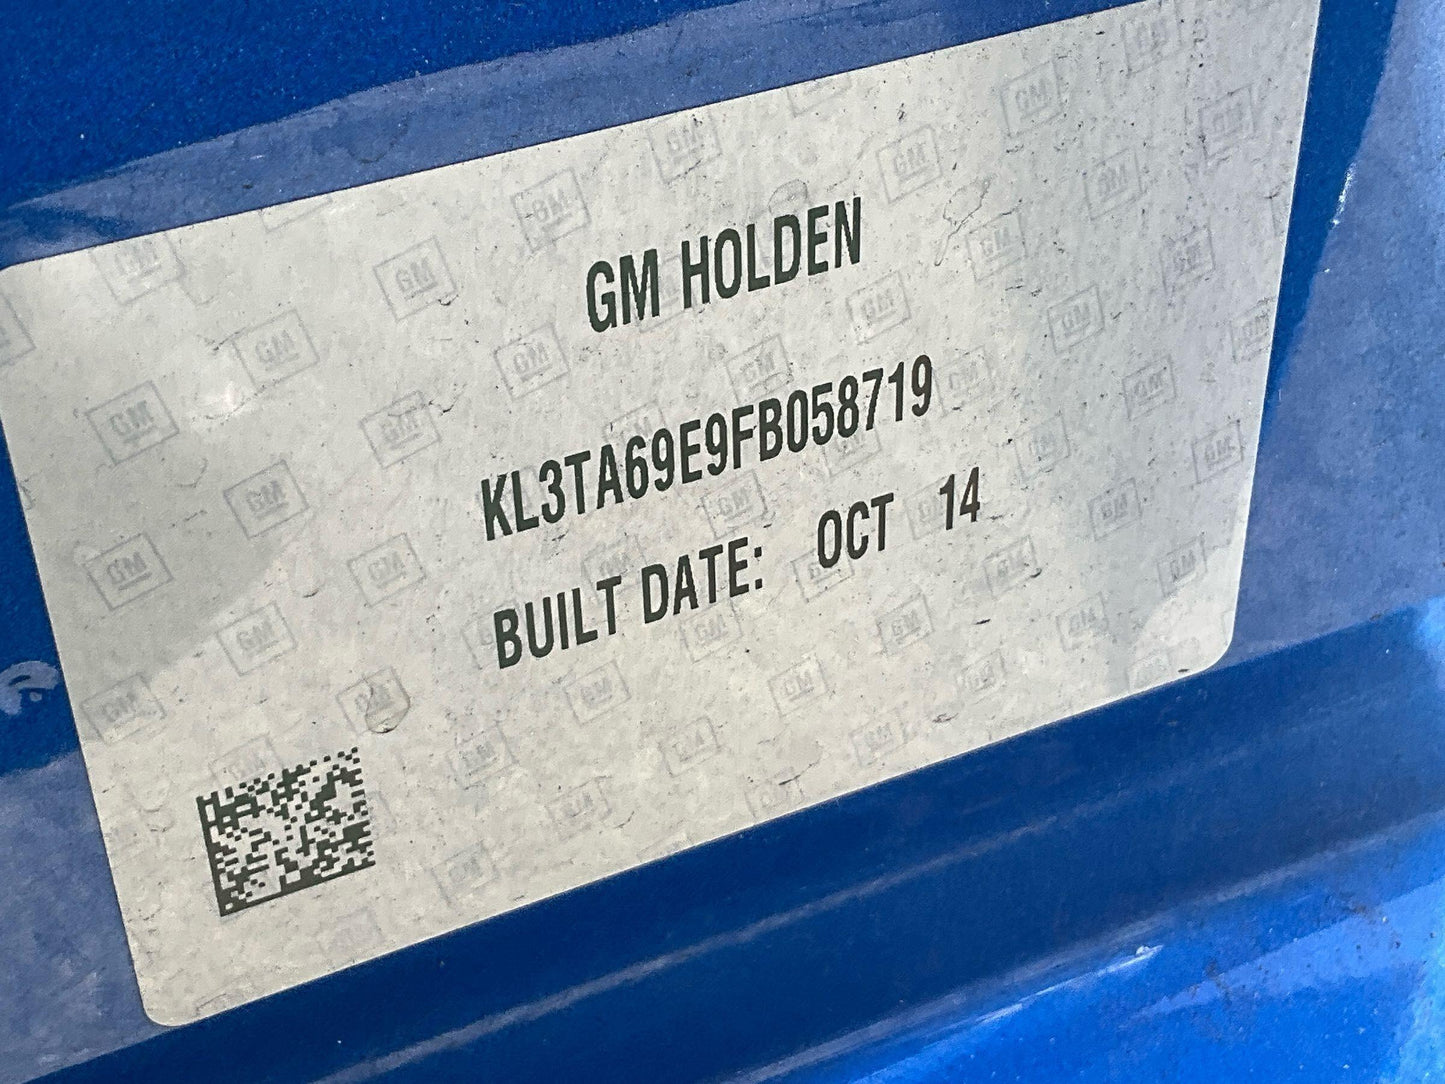 GM HOLDEN
KL3TA69E9FB058719
BUILT DATE: OCT 14